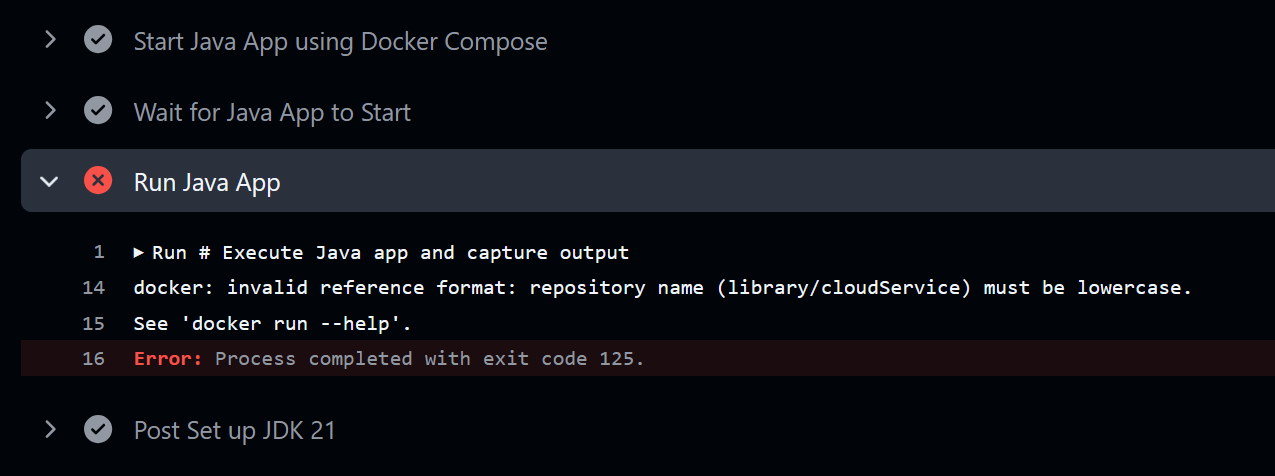 Start Java App using Docker Compose
Wait for Java App to Start
Run Java App
1 ▶ Run # Execute Java app and capture output
14 docker: invalid reference format: repository name (library/cloudService) must be lowercase.
15 See 'docker run --help'.
16 Error: Process completed with exit code 125.
Post Set up JDK 21